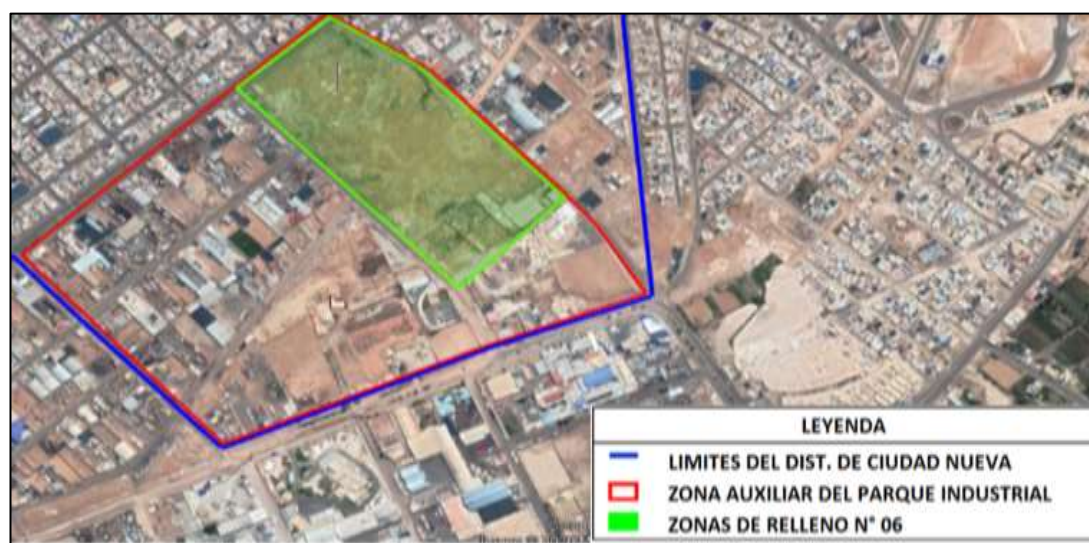 LEYENDA
LIMITES DEL DIST. DE CIUDAD NUEVA
ZONA AUXILIAR DEL PARQUE INDUSTRIAL
ZONAS DE RELLENO N° 06